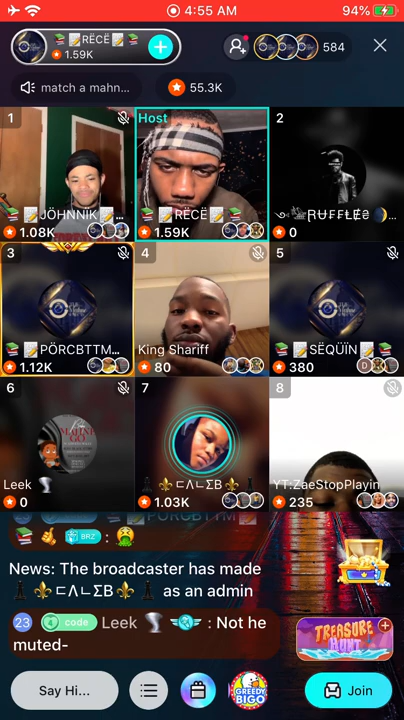 4:55 AM
94%
📚 📝RËCË📝 📚
1.59K
584
match a mahn...
55.3K
1
📚 📝JÖHNNIK📝...
1.08K
Host
📚 📝RËCË📝 📚
1.59K
2
0
3
📚 📝PÖRCBTTM...
1.12K
4
King Shariff
80
5
📚 📝SËQÜÏN📝 📚
380
6
Leek
0
7
⚜️ㄷΛㄴΣB⚜️
1.03K
8
YT:ZaeStopPlayin
235
BRZ : 🤮
News: The broadcaster has made
♟⚜️ㄷΛㄴΣB⚜️♟ as an admin
23 code Leek : Not he
muted-
TREASURE
HUNT
Say Hi...
GREEDY
BIGO
Join